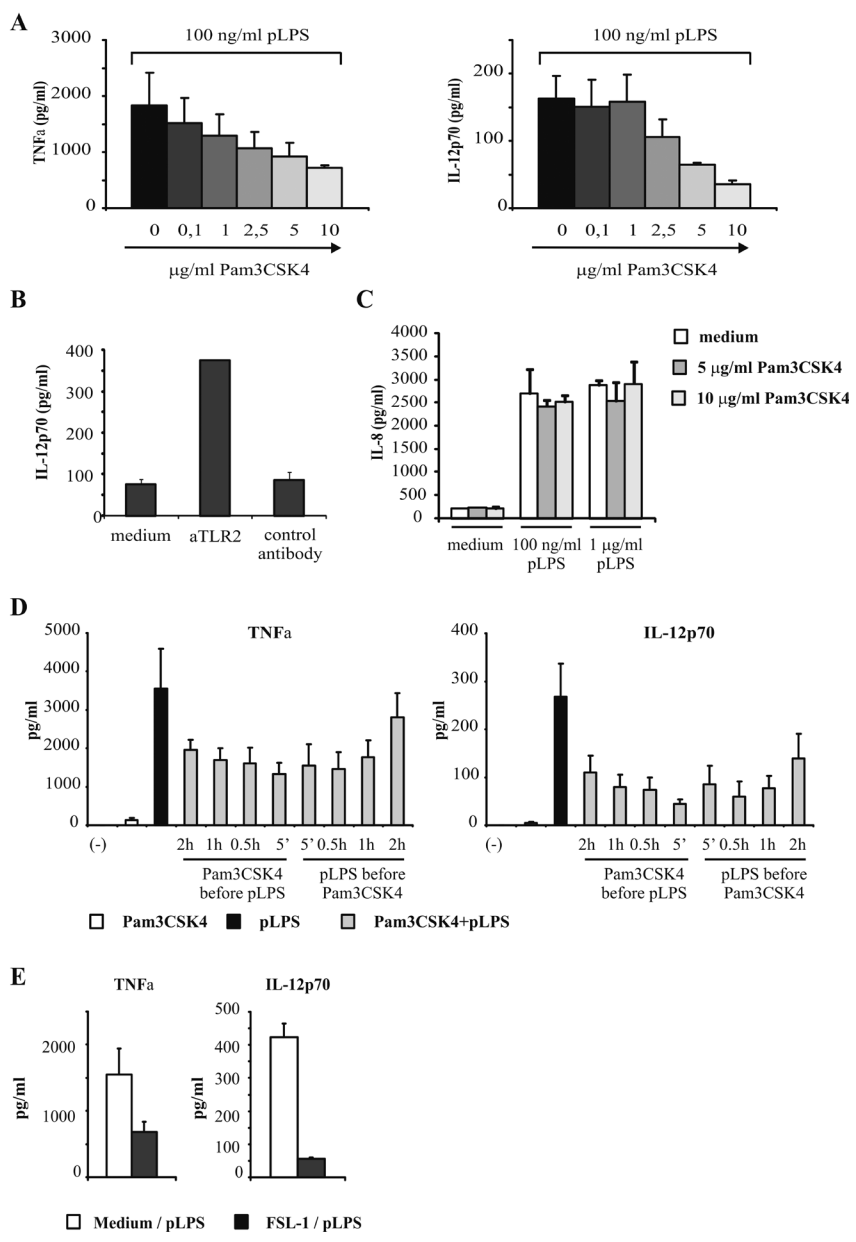 A
100 ng/ml pLPS
3000
2000
1000
0
TNFa (pg/ml)
0 0,1 1 2,5 5 10
µg/ml Pam3CSK4
100 ng/ml pLPS
200
150
100
50
0
IL-12p70 (pg/ml)
0 0,1 1 2,5 5 10
µg/ml Pam3CSK4
B
400
300
200
100
0
IL-12p70 (pg/ml)
medium aTLR2 control
antibody
C
4000
3500
3000
2500
2000
1500
1000
500
0
IL-8 (pg/ml)
medium 100 ng/ml 1 µg/ml
pLPS pLPS
medium
5 µg/ml Pam3CSK4
10 µg/ml Pam3CSK4
D
TNFa
5000
4000
3000
2000
1000
0
pg/ml
(-) 2h 1h 0.5h 5' 5' 0.5h 1h 2h
Pam3CSK4 pLPS before
before pLPS Pam3CSK4
IL-12p70
400
300
200
100
0
pg/ml
(-) 2h 1h 0.5h 5' 5' 0.5h 1h 2h
Pam3CSK4 pLPS before
before pLPS Pam3CSK4
Pam3CSK4 pLPS Pam3CSK4+pLPS
E
TNFa
2000
1000
0
pg/ml
IL-12p70
500
400
300
200
100
0
pg/ml
Medium / pLPS FSL-1 / pLPS